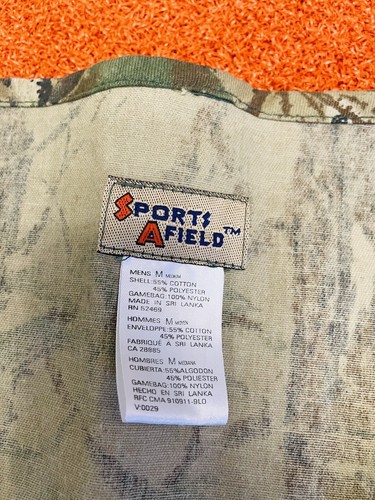 SPORTS
AFIELD™
MENS M MEDIUM
SHELL:55% COTTON
45% POLYESTER
GAMEBAG:100% NYLON
MADE IN SRI LANKA
RN 52469
HOMMES M MOYEN
ENVELOPPE:55% COTTON
45% POLYESTER
FABRIQUÉ A SRI LANKA
CA 28885
HOMBRES M MEDIANA
CUBIERTA:55%ALGODON
45% POLIESTER
GAMEBAG:100% NYLON
HECHO EN SRI LANKA
RFC CMA 910911-9L0
V:0029